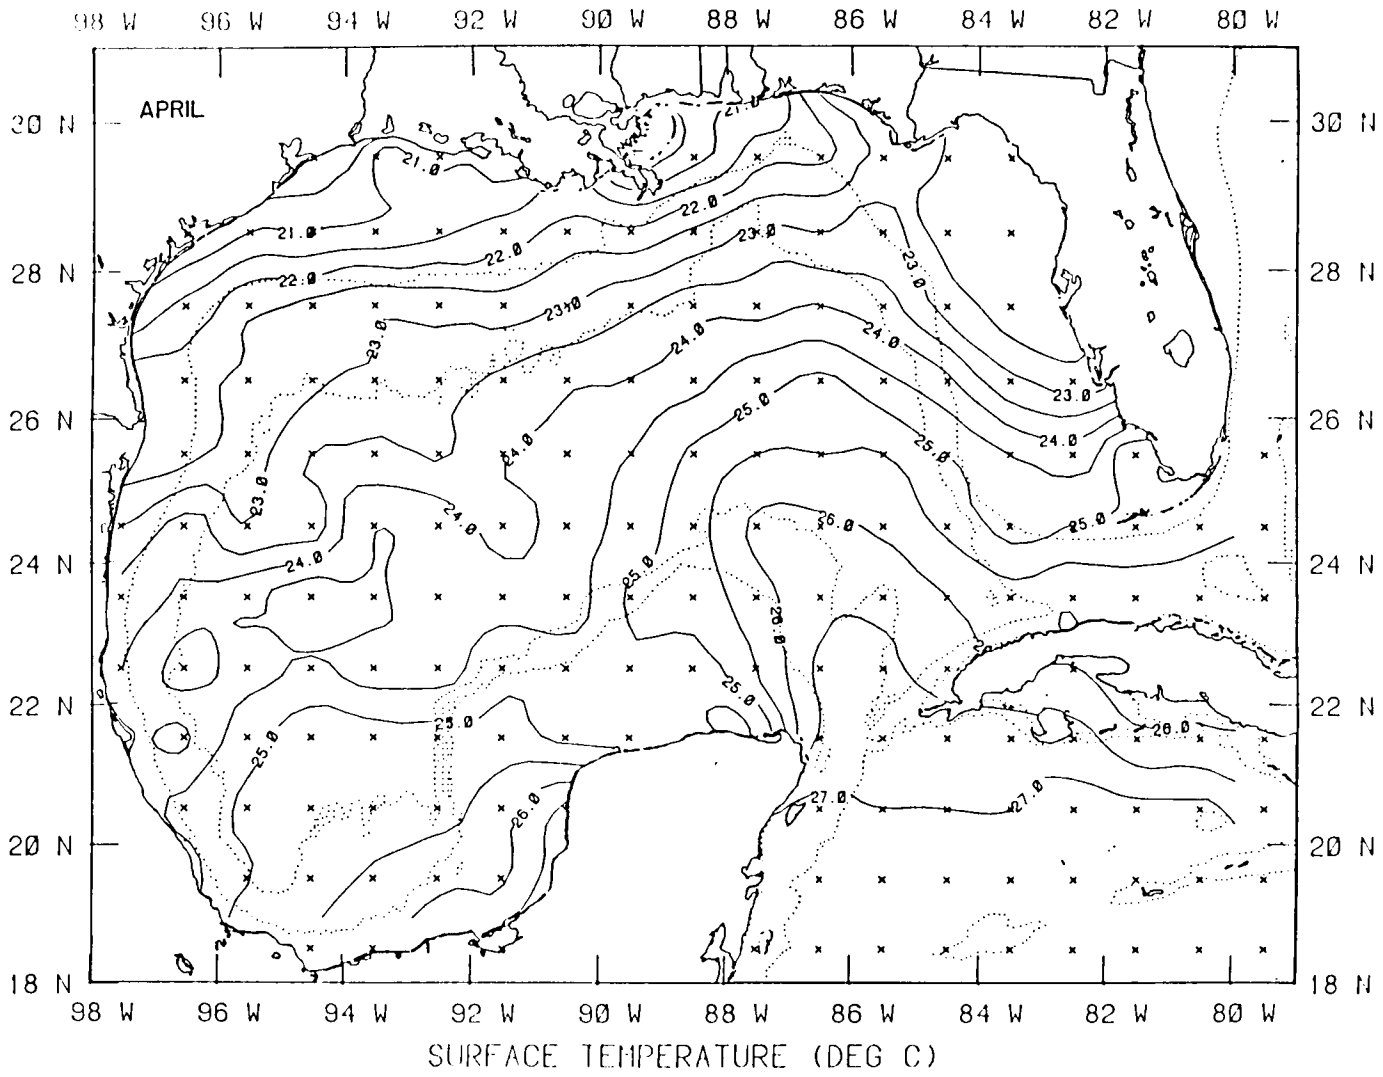 98 W 96 W 94 W 92 W 90 W 88 W 86 W 84 W 82 W 80 W
APRIL
30 N 30 N
21.0
21.0
22.0
21.0 22.0 23.0
28 N 22.0 23.0 28 N
23.0
23.0 24.0 24.0
25.0 23.0
26 N 24.0 25.0 24.0 26 N
23.0
24.0 26.0 25.0
24 N 24.0 25.0 24 N
26.0
25.0
22 N 25.0 26.0 22 N
25.0
26.0 27.0 27.0
20 N 20 N
18 N 18 N
98 W 96 W 94 W 92 W 90 W 88 W 86 W 84 W 82 W 80 W
SURFACE TEMPERATURE (DEG C)